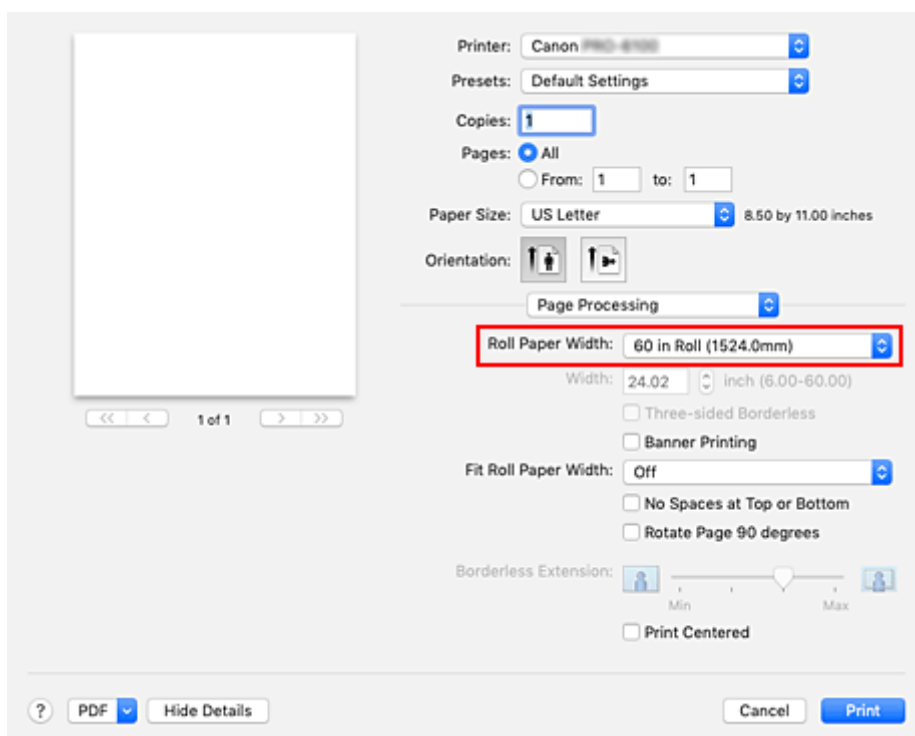 Printer: Canon
Presets: Default Settings
Copies: 1
Pages: All
From: 1 to: 1
Paper Size: US Letter 8.50 by 11.00 inches
Orientation:
Page Processing
Roll Paper Width: 60 in Roll (1524.0mm)
Width: 24.02 inch (6.00-60.00)
Three-sided Borderless
Banner Printing
Fit Roll Paper Width: Off
No Spaces at Top or Bottom
Rotate Page 90 degrees
Borderless Extension:
Min Max
Print Centered
1 of 1
? PDF Hide Details Cancel Print